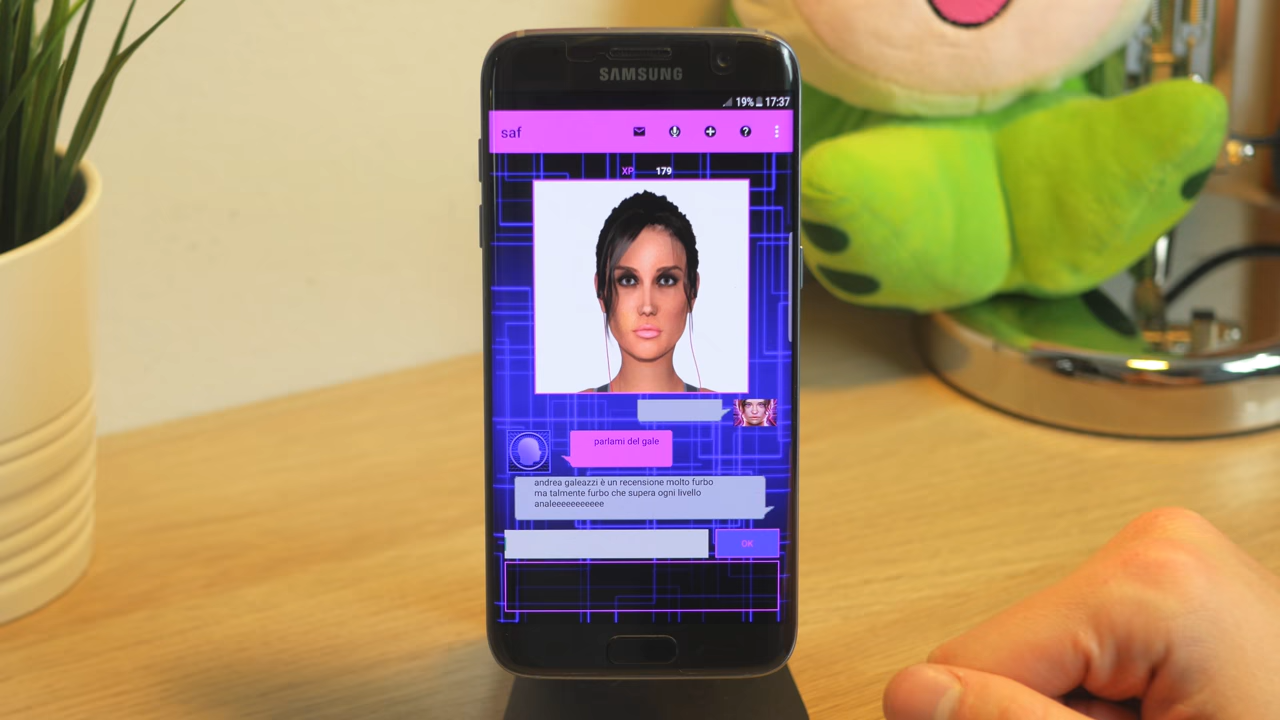 SAMSUNG
19% 17:37
saf
XP 179
parlami del gale
andrea galeazzi è un recensione molto furbo
ma talmente furbo che supera ogni livello
analeeeeeeeeeee
OK